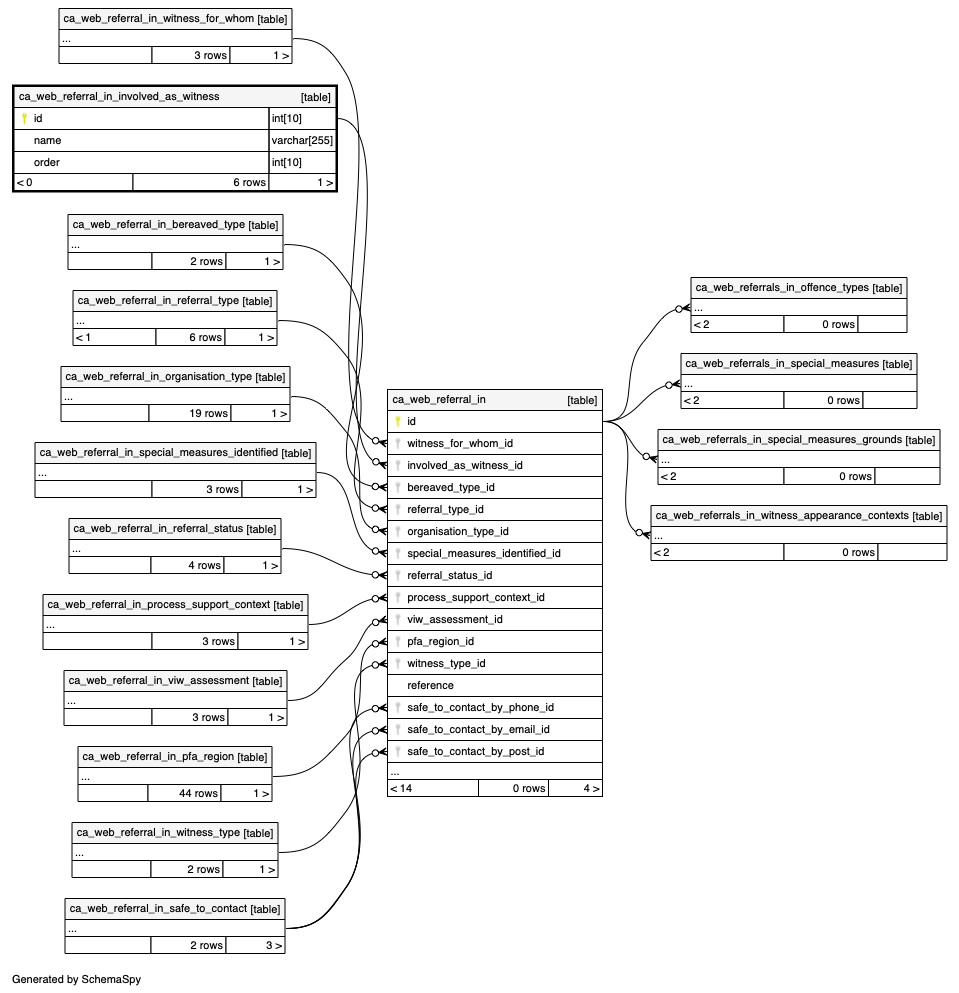 ca_web_referral_in_witness_for_whom [table]
...
3 rows 1 >
ca_web_referral_in_involved_as_witness [table]
id int[10]
name varchar[255]
order int[10]
< 0 6 rows 1 >
ca_web_referral_in_bereaved_type [table]
...
2 rows 1 >
ca_web_referral_in_referral_type [table]
...
< 1 6 rows 1 >
ca_web_referral_in_organisation_type [table]
...
19 rows 1 >
ca_web_referral_in_special_measures_identified [table]
...
3 rows 1 >
ca_web_referral_in_referral_status [table]
...
4 rows 1 >
ca_web_referral_in_process_support_context [table]
...
3 rows 1 >
ca_web_referral_in_viw_assessment [table]
...
3 rows 1 >
ca_web_referral_in_pfa_region [table]
...
44 rows 1 >
ca_web_referral_in_witness_type [table]
...
2 rows 1 >
ca_web_referral_in_safe_to_contact [table]
...
2 rows 3 >
ca_web_referral_in [table]
id
witness_for_whom_id
involved_as_witness_id
bereaved_type_id
referral_type_id
organisation_type_id
special_measures_identified_id
referral_status_id
process_support_context_id
viw_assessment_id
pfa_region_id
witness_type_id
reference
safe_to_contact_by_phone_id
safe_to_contact_by_email_id
safe_to_contact_by_post_id
...
< 14 0 rows 4 >
ca_web_referrals_in_offence_types [table]
...
< 2 0 rows
ca_web_referrals_in_special_measures [table]
...
< 2 0 rows
ca_web_referrals_in_special_measures_grounds [table]
...
< 2 0 rows
ca_web_referrals_in_witness_appearance_contexts [table]
...
< 2 0 rows
Generated by SchemaSpy